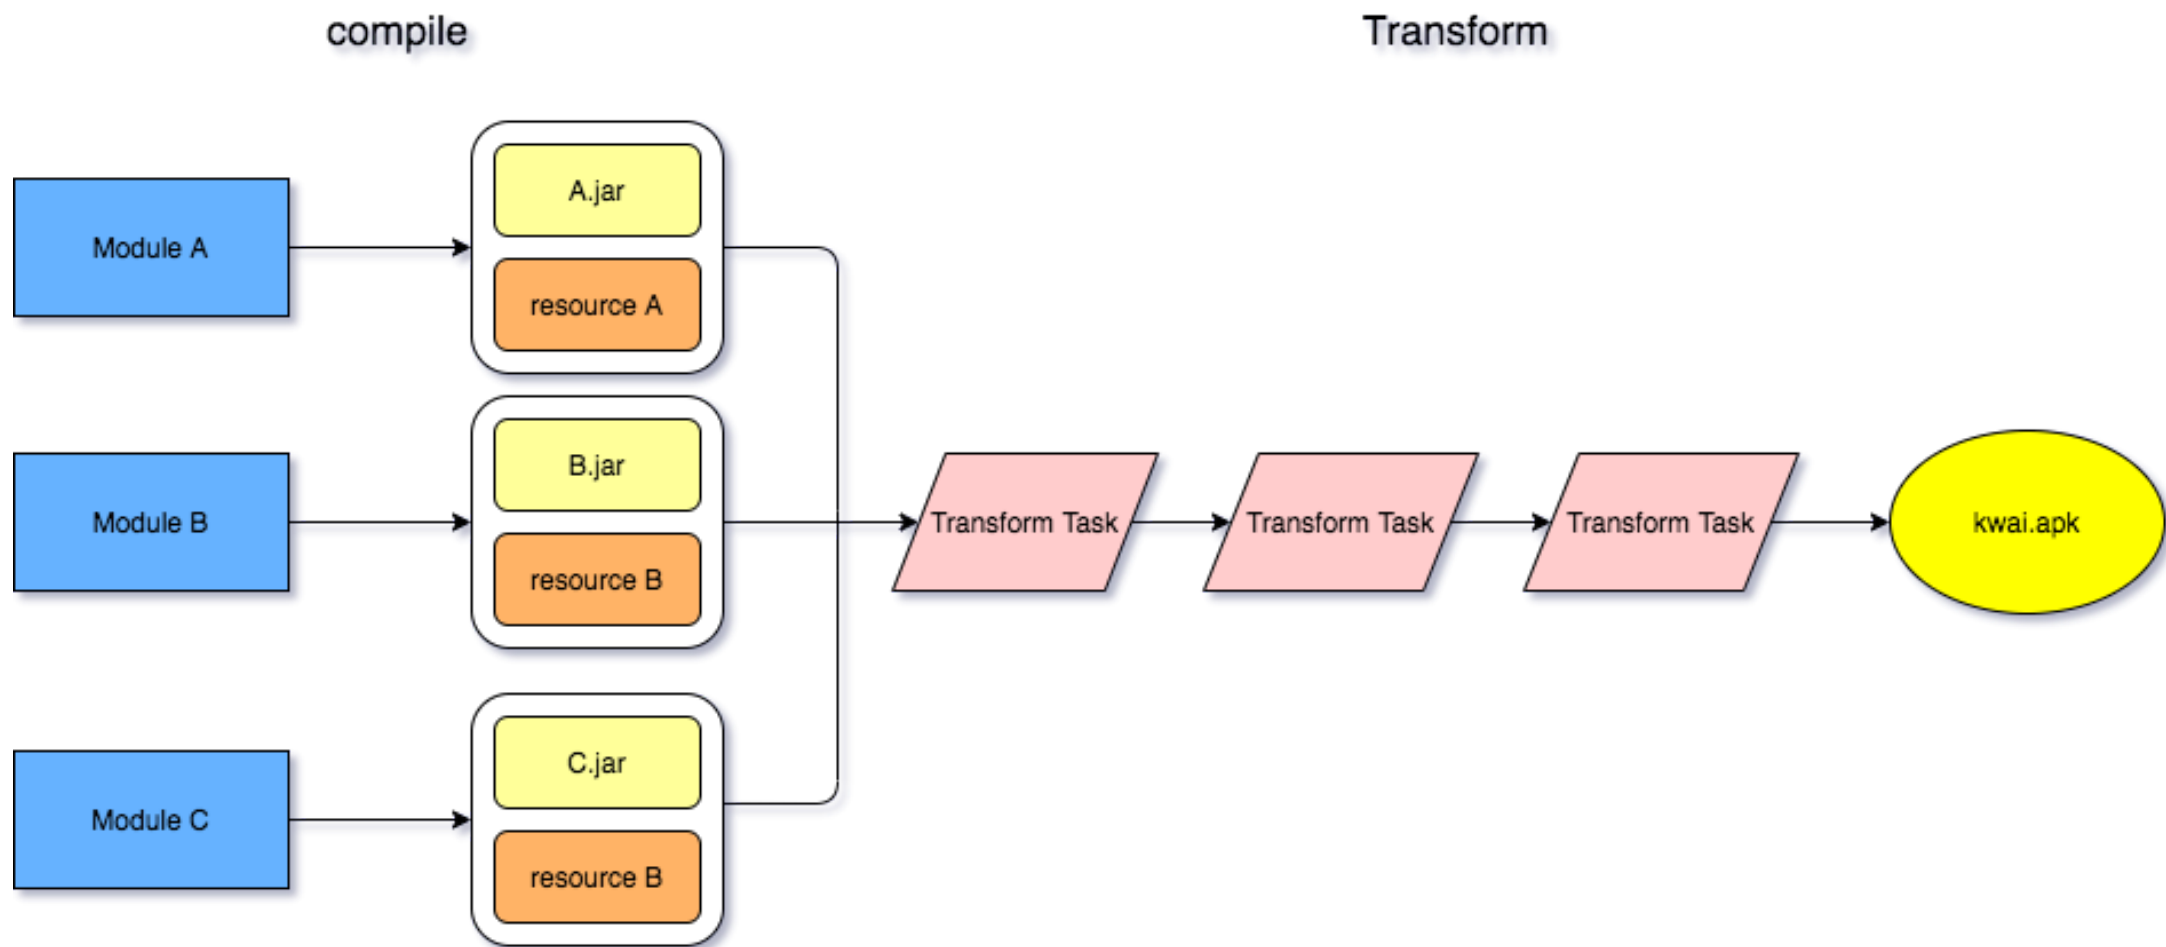 compile
Transform
Module A
A.jar
resource A
Module B
B.jar
resource B
Transform Task
Transform Task
Transform Task
kwai.apk
Module C
C.jar
resource B